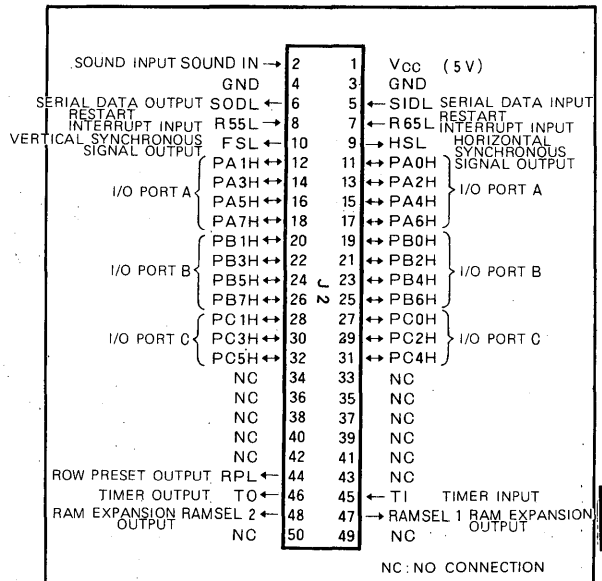 SOUND INPUT SOUND IN → 2 1 VCC (5V)
GND 4 3 GND
SERIAL DATA OUTPUT SODL ← 6 5 ← SIDL SERIAL DATA INPUT
RESTART INTERRUPT INPUT R55L → 8 7 ← R65L RESTART INTERRUPT INPUT
VERTICAL SYNCHRONOUS SIGNAL OUTPUT FSL ← 10 9 → HSL HORIZONTAL SYNCHRONOUS SIGNAL OUTPUT
I/O PORT A
PA1H ↔ 12 11 ↔ PA0H
PA3H ↔ 14 13 ↔ PA2H
PA5H ↔ 16 15 ↔ PA4H
PA7H ↔ 18 17 ↔ PA6H
I/O PORT A
I/O PORT B
PB1H ↔ 20 19 ↔ PB0H
PB3H ↔ 22 21 ↔ PB2H
PB5H ↔ 24 23 ↔ PB4H
PB7H ↔ 26 25 ↔ PB6H
I/O PORT B
J2
I/O PORT C
PC1H ↔ 28 27 ↔ PC0H
PC3H ↔ 30 29 ↔ PC2H
PC5H ↔ 32 31 ↔ PC4H
I/O PORT C
NC 34 33 NC
NC 36 35 NC
NC 38 37 NC
NC 40 39 NC
NC 42 41 NC
ROW PRESET OUTPUT RPL ← 44 43 NC
TIMER OUTPUT TO ← 46 45 ← TI TIMER INPUT
RAM EXPANSION OUTPUT RAMSEL 2 ← 48 47 → RAMSEL 1 RAM EXPANSION OUTPUT
NC 50 49 NC
NC : NO CONNECTION